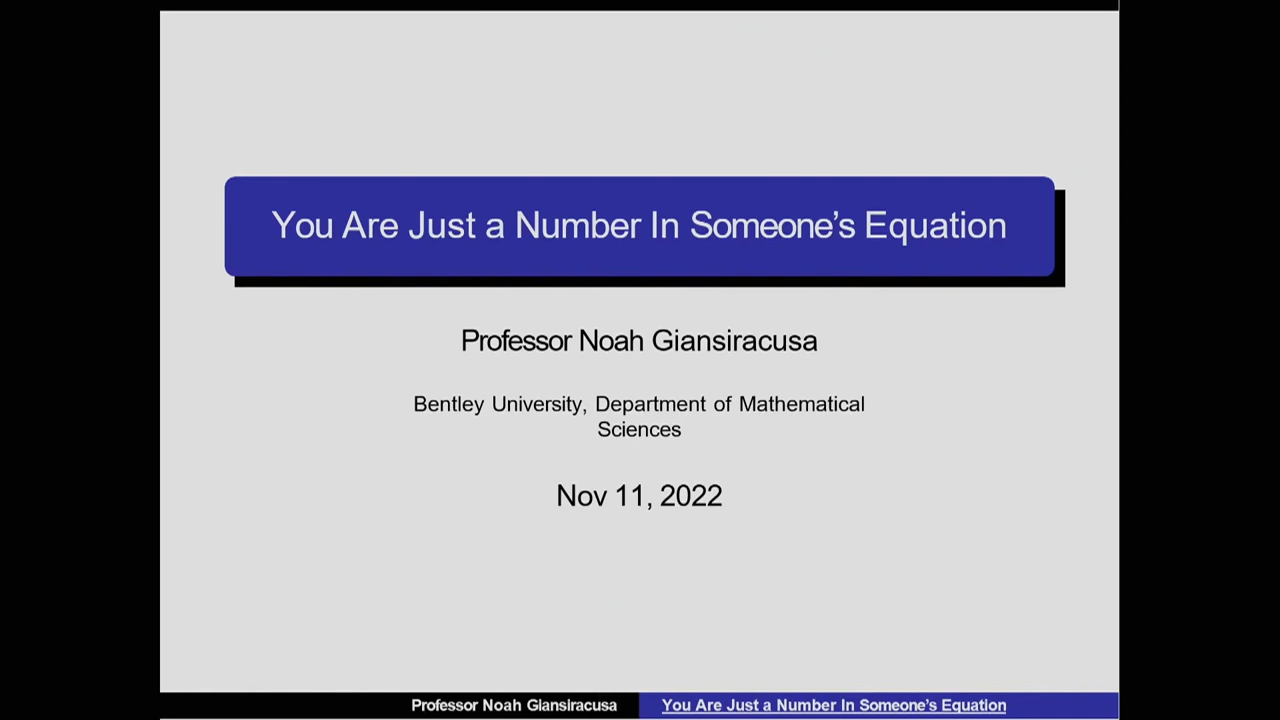 You Are Just a Number In Someone’s Equation
Professor Noah Giansiracusa
Bentley University, Department of Mathematical
Sciences
Nov 11, 2022
Professor Noah Giansiracusa
You Are Just a Number In Someone’s Equation